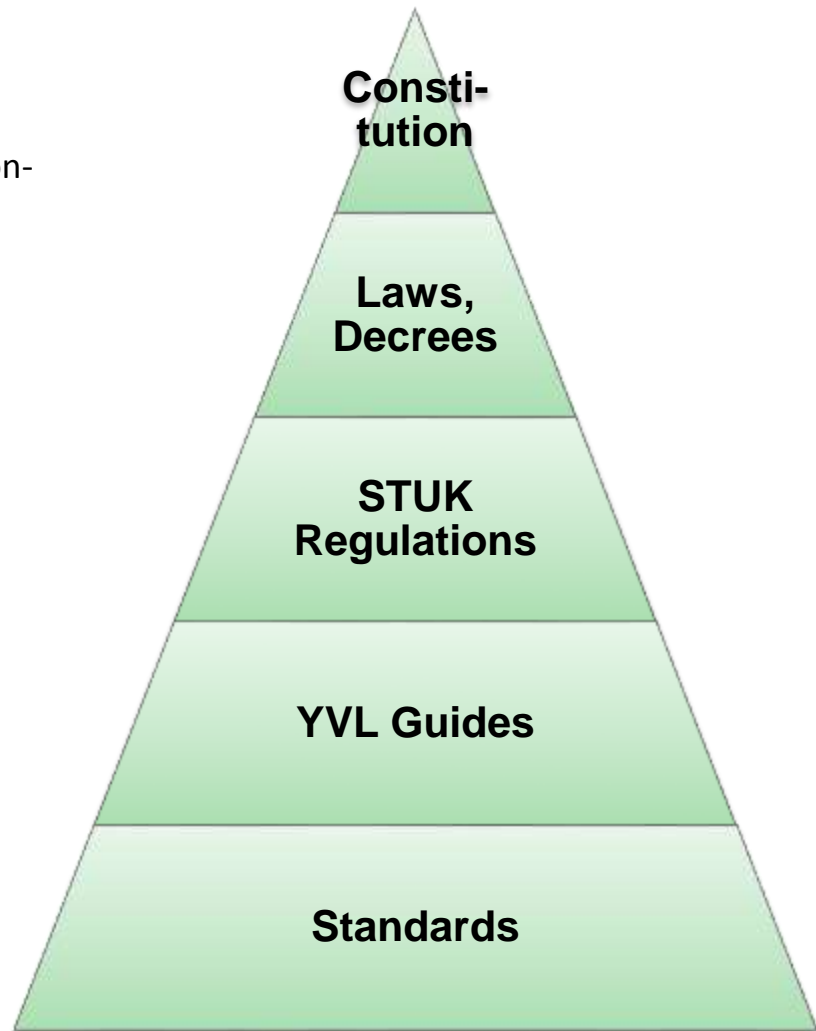 Consti-
tution
n-
Laws,
Decrees
STUK
Regulations
YVL Guides
Standards